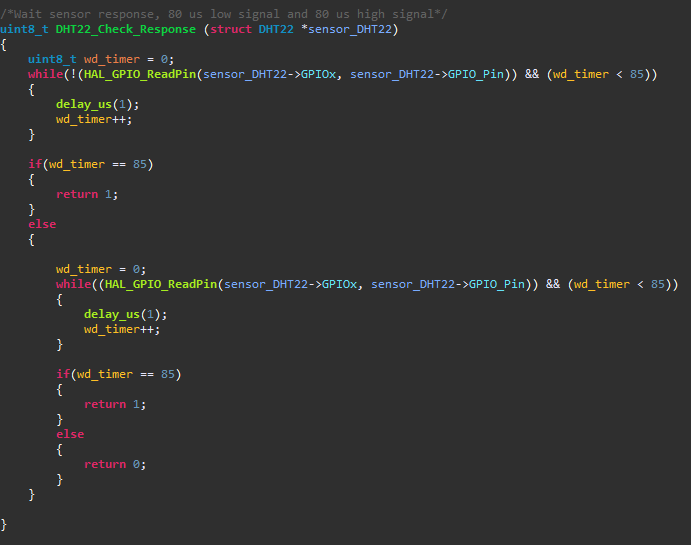 /*Wait sensor response, 80 us low signal and 80 us high signal*/
uint8_t DHT22_Check_Response (struct DHT22 *sensor_DHT22)
{
    uint8_t wd_timer = 0;
    while(!(HAL_GPIO_ReadPin(sensor_DHT22->GPIOx, sensor_DHT22->GPIO_Pin)) && (wd_timer < 85))
    {
        delay_us(1);
        wd_timer++;
    }

    if(wd_timer == 85)
    {
        return 1;
    }
    else
    {

        wd_timer = 0;
        while((HAL_GPIO_ReadPin(sensor_DHT22->GPIOx, sensor_DHT22->GPIO_Pin)) && (wd_timer < 85))
        {
            delay_us(1);
            wd_timer++;
        }

        if(wd_timer == 85)
        {
            return 1;
        }
        else
        {
            return 0;
        }
    }

}